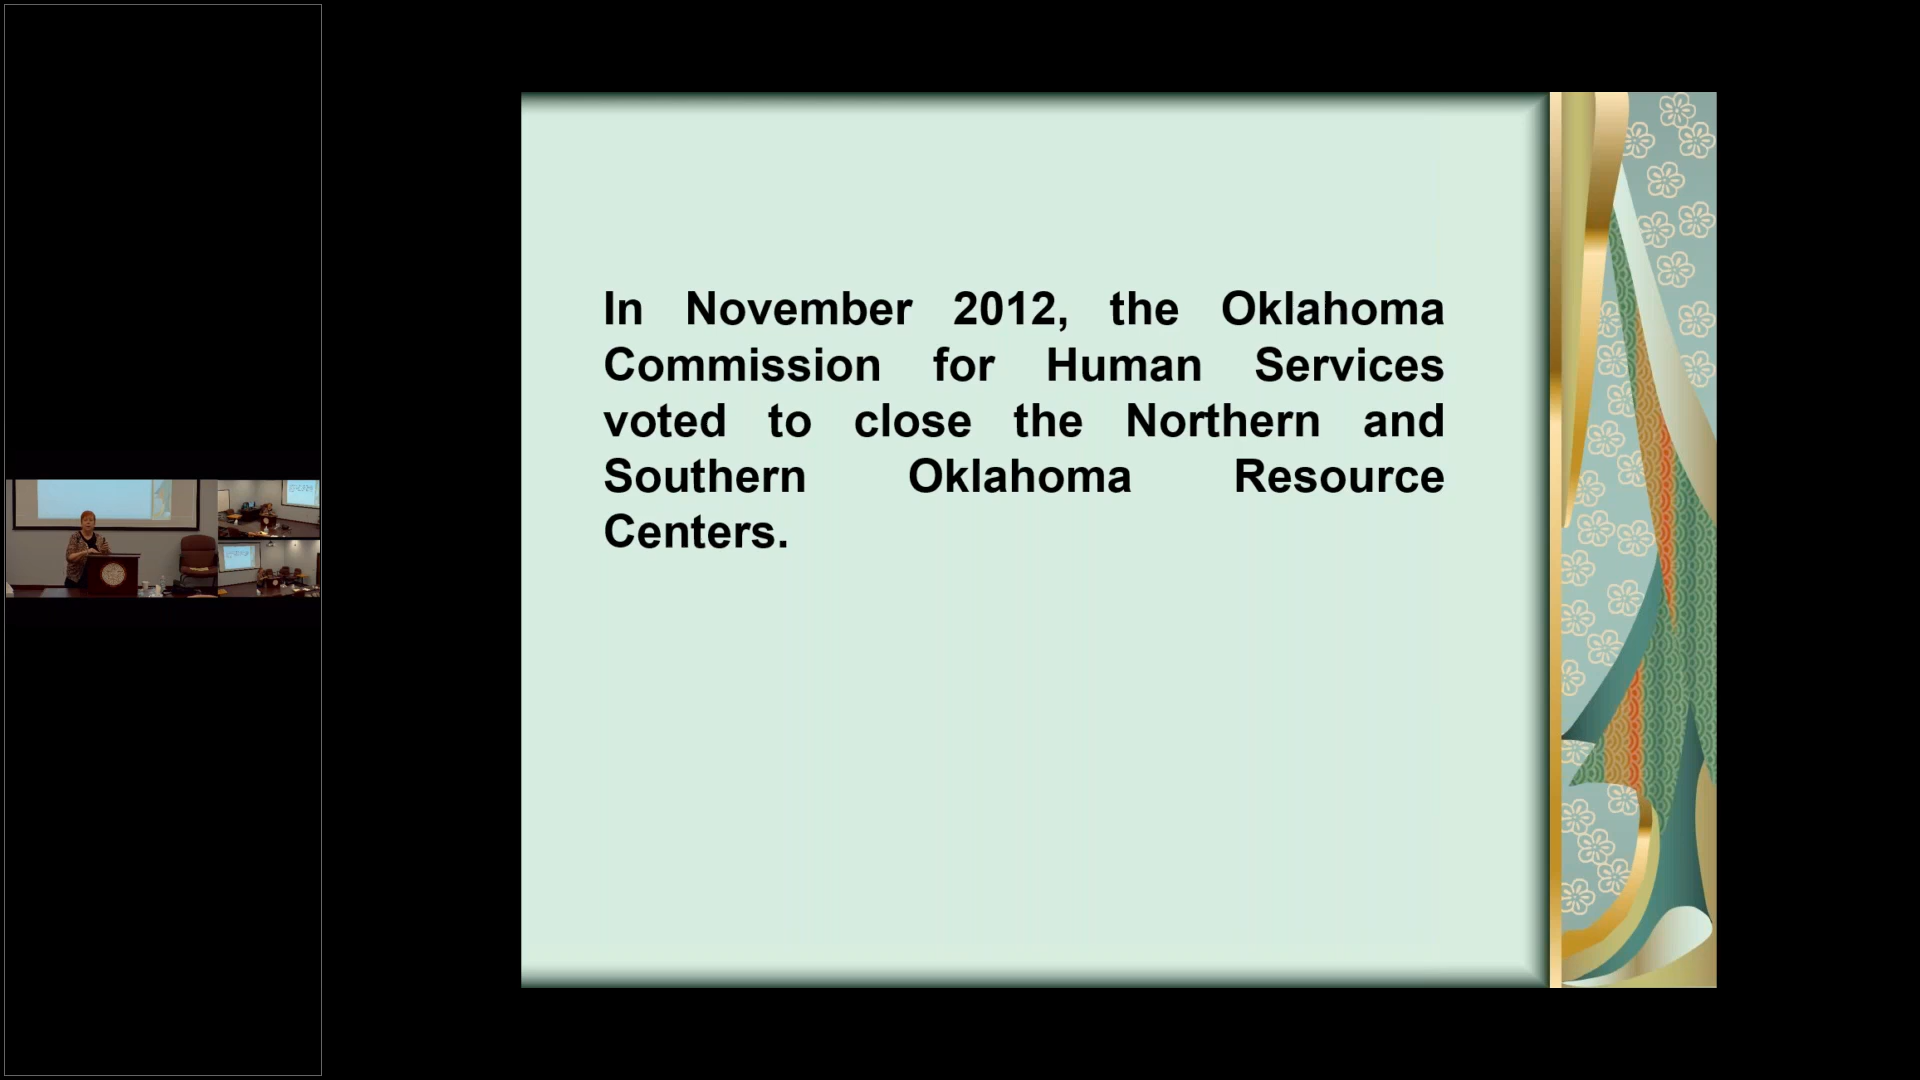 In November 2012, the Oklahoma
Commission for Human Services
voted to close the Northern and
Southern Oklahoma Resource
Centers.